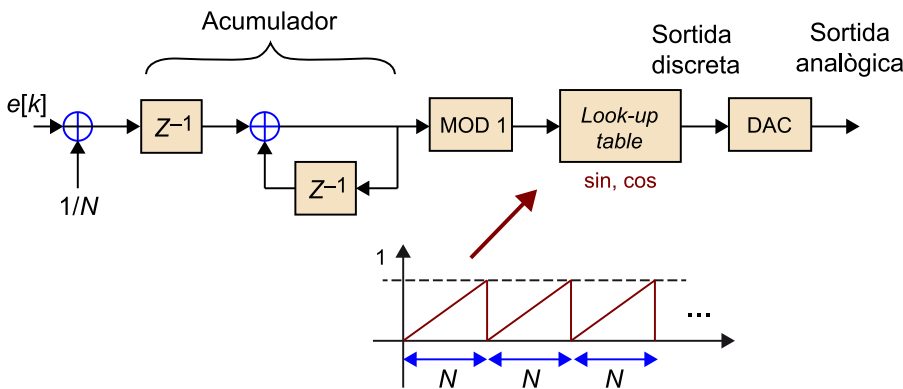 Acumulador
Sortida
discreta
Sortida
analògica
e[k]
Z–1
MOD 1
Look-up
table
DAC
Z–1
sin, cos
1/N
1
...
N
N
N